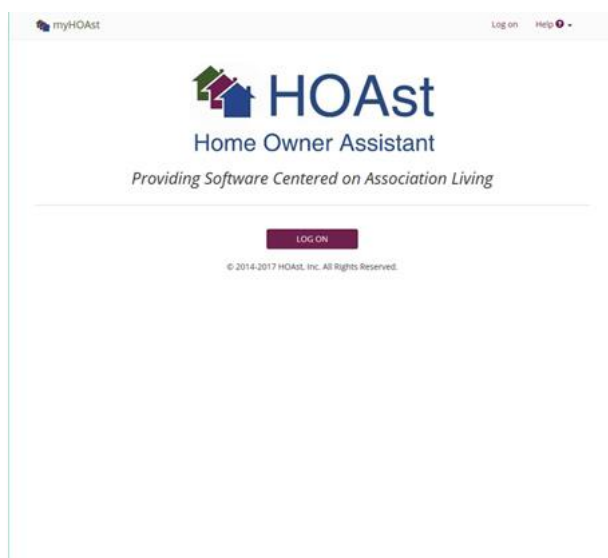 myHOAst
Log on Help
HOAst
Home Owner Assistant
Providing Software Centered on Association Living
LOG ON
© 2014-2017 HOAst, Inc. All Rights Reserved.